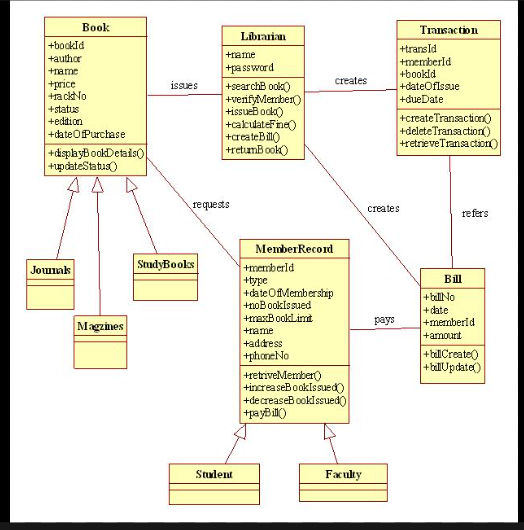 Book
+bookId
+author
+name
+price
+rackNo
+status
+edition
+dateOfPurchase
+displayBookDetails()
+updateStatus()
issues
Librarian
+name
+password
+searchBook()
+verifyMember()
+issueBook()
+calculateFine()
+createBill()
+returnBook()
creates
Transaction
+transId
+memberId
+bookId
+dateOfIssue
+dueDate
+createTransaction()
+deleteTransaction()
+retrieveTransaction()
requests
creates
refers
Journals
Magzines
StudyBooks
MemberRecord
+memberId
+type
+dateOfMembership
+noBookIssued
+maxBookLimit
+name
+address
+phoneNo
+retriveMember()
+increaseBookIssued()
+decreaseBookIssued()
+payBill()
pays
Bill
+billNo
+date
+memberId
+amount
+billCreate()
+billUpdate()
Student
Faculty